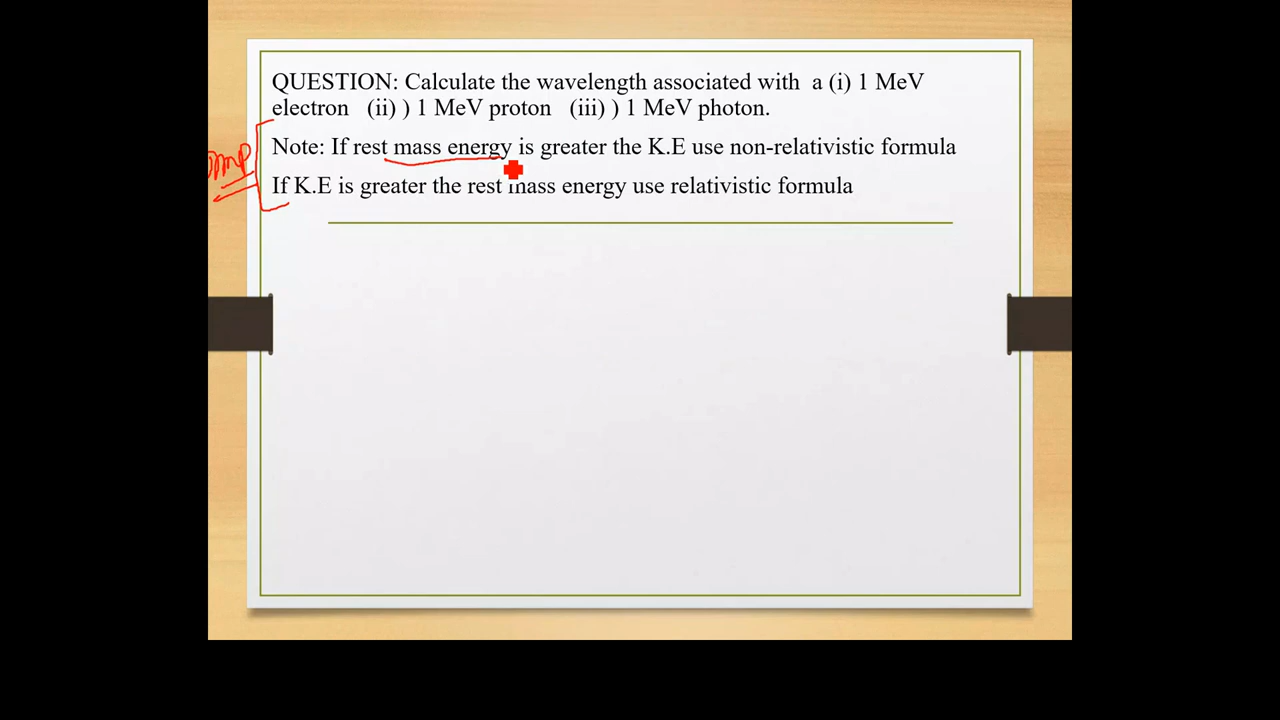 QUESTION: Calculate the wavelength associated with a (i) 1 MeV
electron (ii) ) 1 MeV proton (iii) ) 1 MeV photon.
Note: If rest mass energy is greater the K.E use non-relativistic formula
If K.E is greater the rest mass energy use relativistic formula